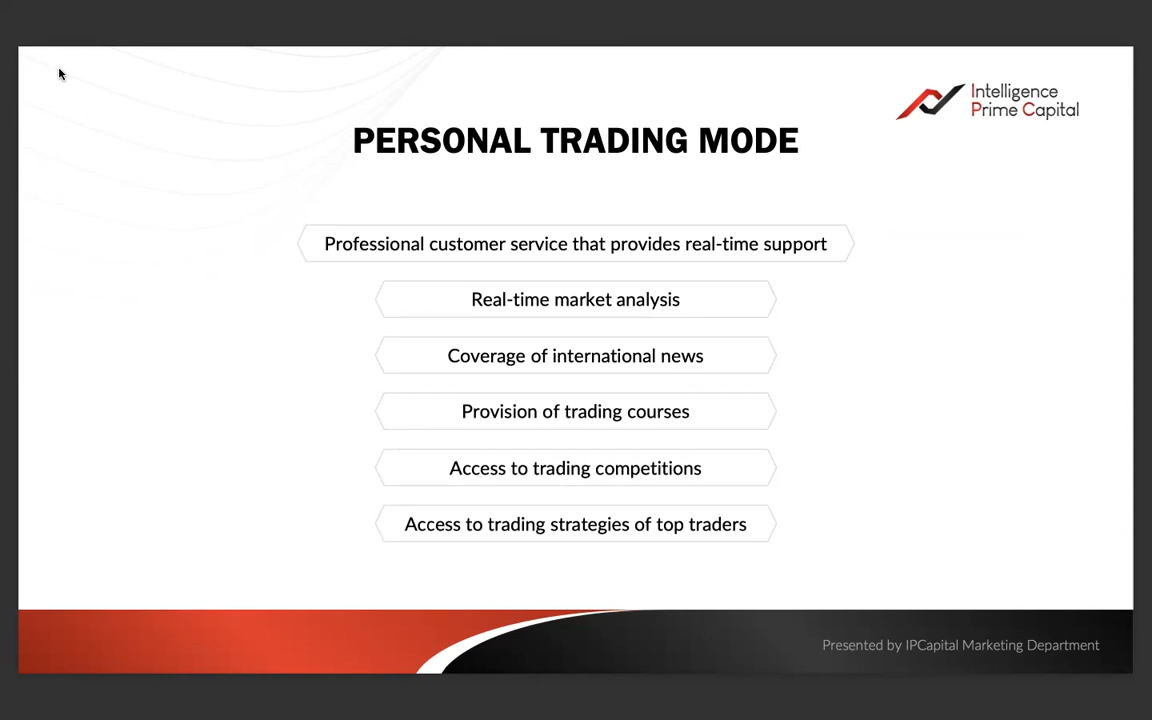 Intelligence
Prime Capital
PERSONAL TRADING MODE
Professional customer service that provides real-time support
Real-time market analysis
Coverage of international news
Provision of trading courses
Access to trading competitions
Access to trading strategies of top traders
Presented by IPCapital Marketing Department